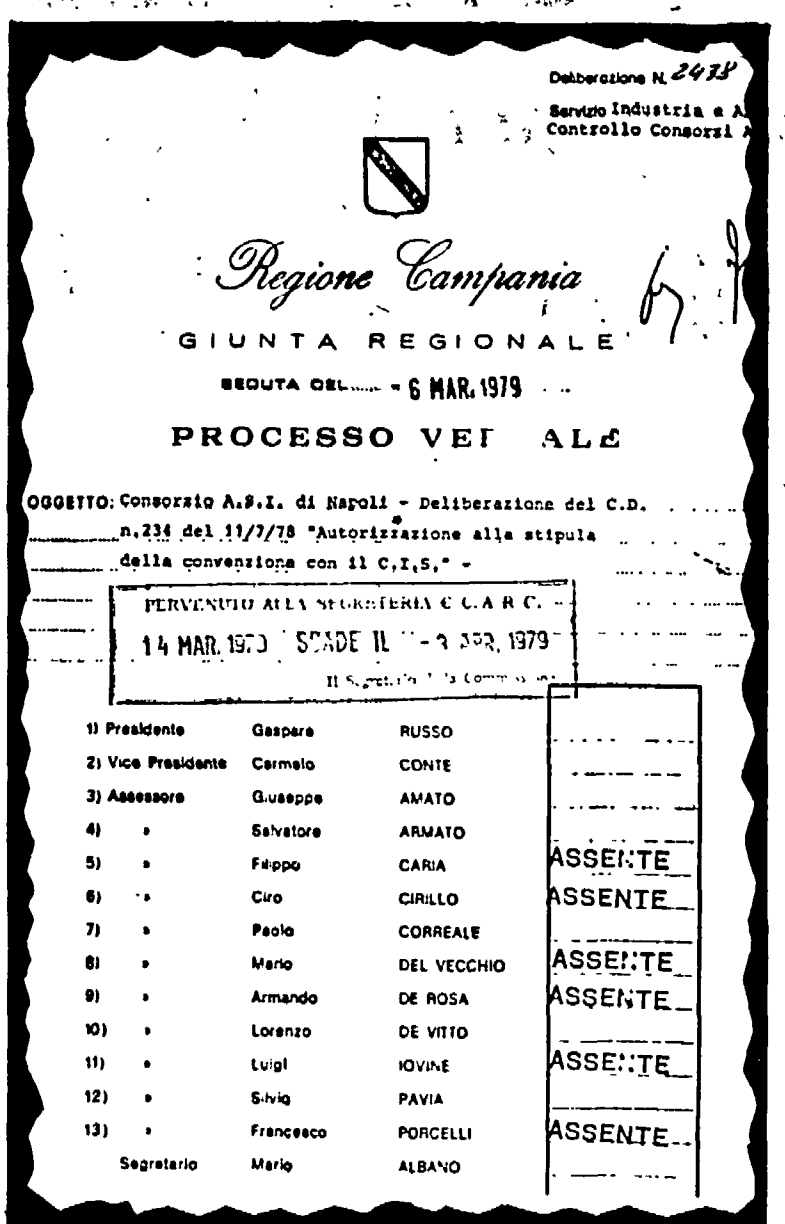 Deliberazione N. 2438
Servizio Industria e A
Controllo Consorzi A
Regione Campania
GIUNTA REGIONALE
SEDUTA DEL - 6 MAR. 1979
PROCESSO VER ALE
OGGETTO: Consorzio A.S.I. di Napoli - Deliberazione del C.D.
n.234 del 11/7/78 "Autorizzazione alla stipula
della convenzione con il C.I.S." -
PERVENUTO ALLA SEGRETERIA C C.A R C.
14 MAR. SCADE IL - 3 APR. 1979
Il Segretario Commissione
1) Presidente Gaspare RUSSO
2) Vice Presidente Carmelo CONTE
3) Assessore Giuseppe AMATO
4) » Salvatore ARMATO
5) » Filippo CARIA ASSENTE
6) » Ciro CIRILLO ASSENTE
7) » Paolo CORREALE
8) » Mario DEL VECCHIO ASSENTE
9) » Armando DE ROSA ASSENTE
10) » Lorenzo DE VITTO
11) » Luigi IOVINE ASSENTE
12) » Silvio PAVIA
13) » Francesco PORCELLI ASSENTE
Segretario Mario ALBANO